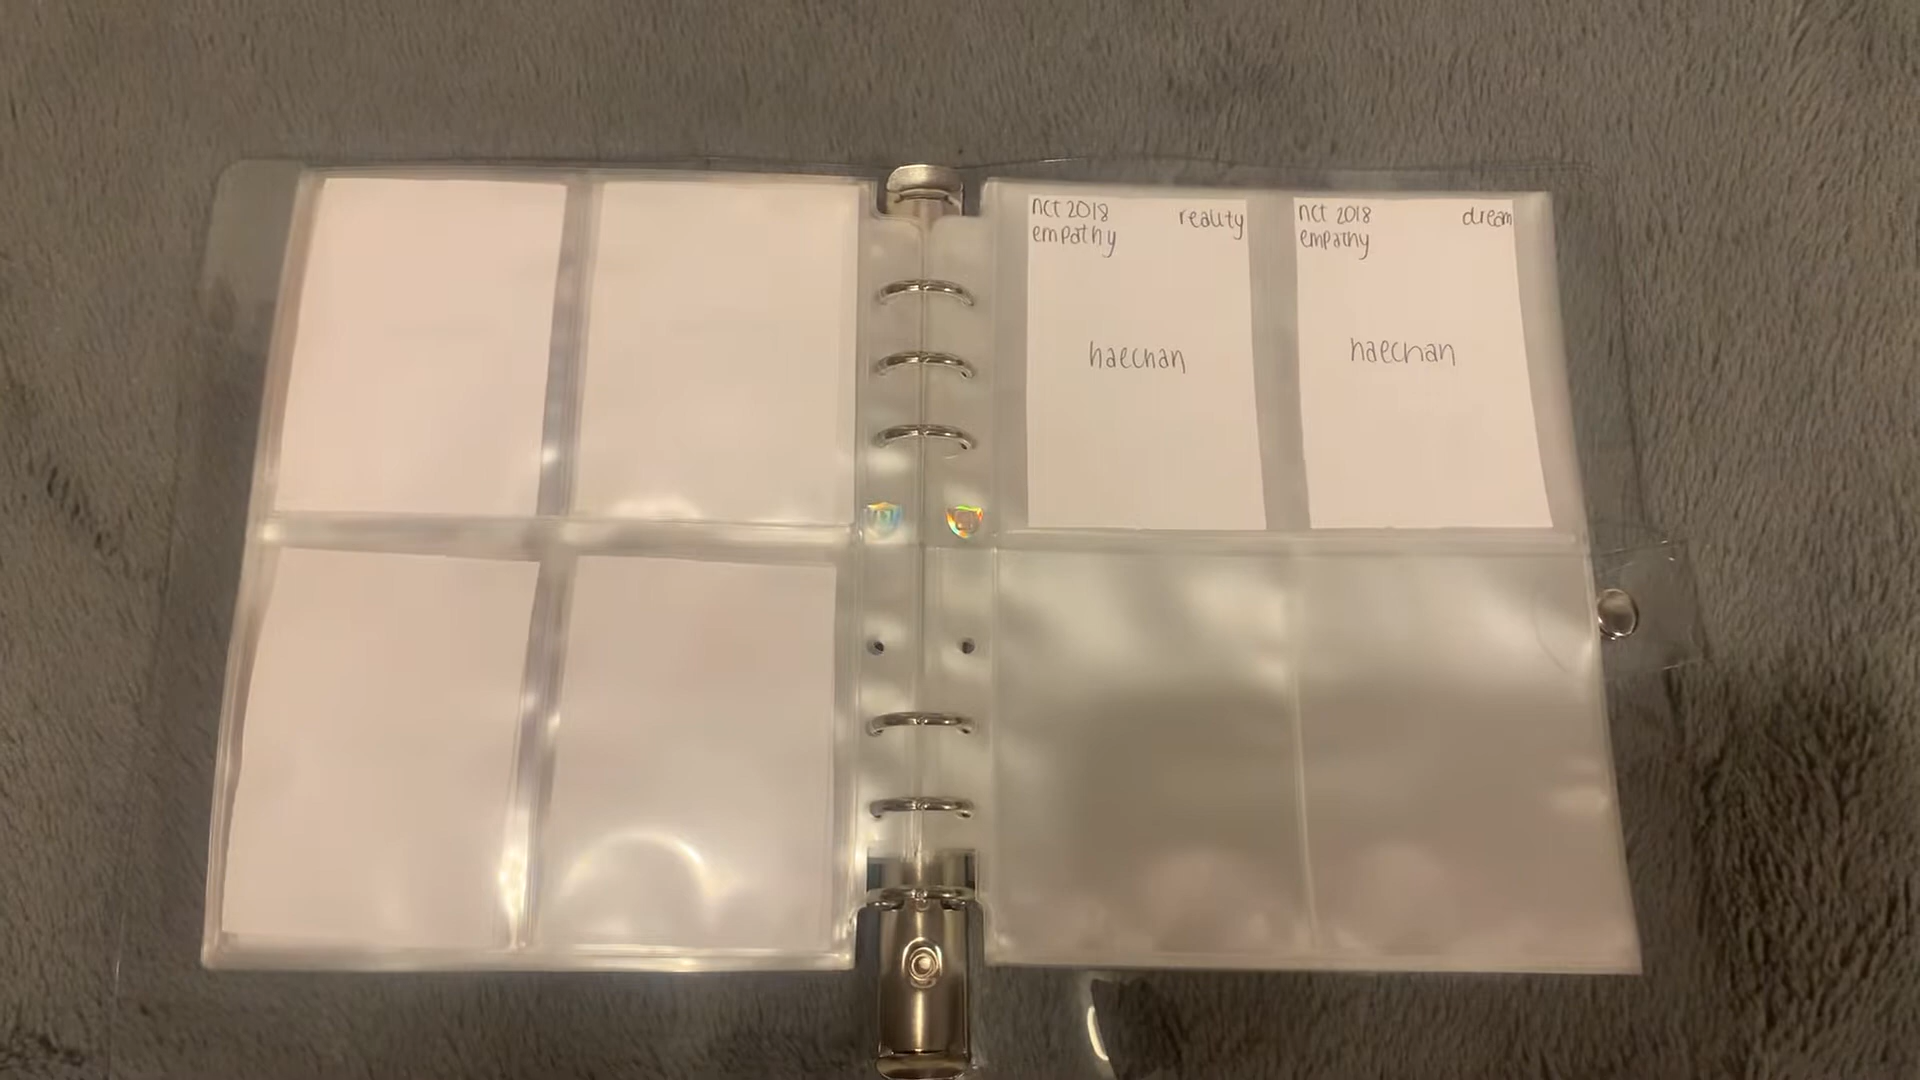 nct 2018 reality
empathy
haechan
nct 2018 dream
empathy
haechan